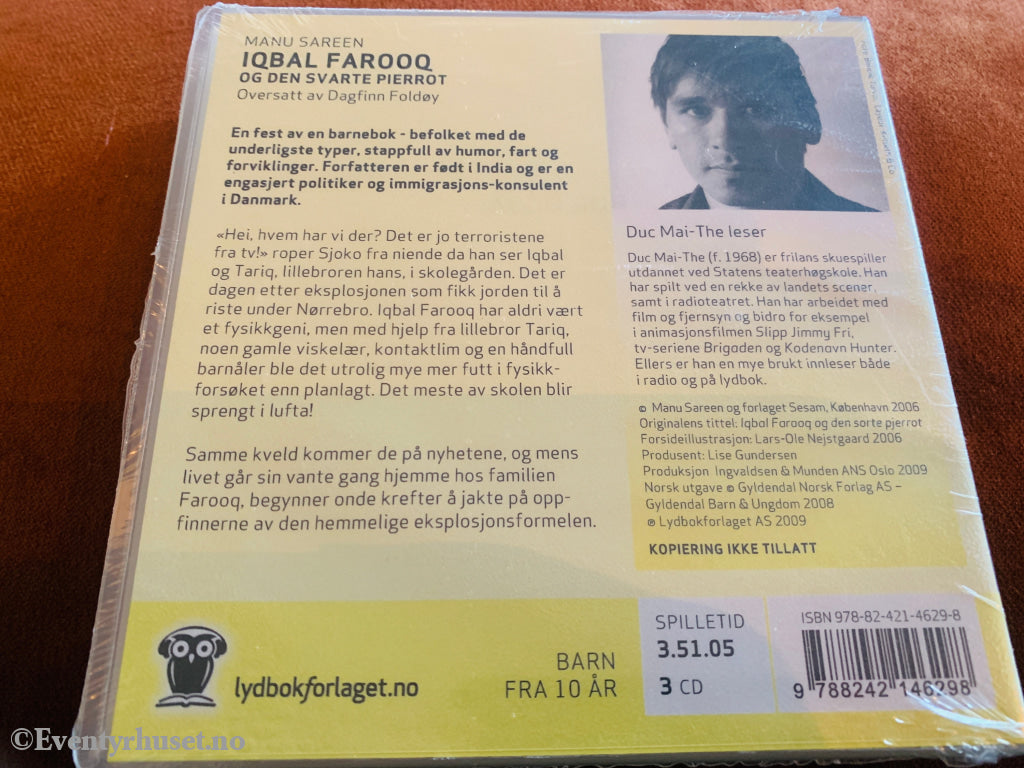 MANU SAREEN
IQBAL FAROOQ
OG DEN SVARTE PIERROT
Oversatt av Dagfinn Foldøy
En fest av en barnebok - befolket med de
underligste typer, stappfull av humor, fart og
forviklinger. Forfatteren er født i India og er en
engasjert politiker og immigrasjons-konsulent
i Danmark.
«Hei, hvem har vi der? Det er jo terroristene
fra tv!» roper Sjoko fra niende da han ser Iqbal
og Tariq, lillebroren hans, i skolegården. Det er
dagen etter eksplosjonen som fikk jorden til å
riste under Nørrebro. Iqbal Farooq har aldri vært
et fysikkgeni, men med hjelp fra lillebror Tariq,
noen gamle viskelær, kontaktlim og en håndfull
barnåler ble det utrolig mye mer futt i fysikk-
forsøket enn planlagt. Det meste av skolen blir
sprengt i lufta!
Samme kveld kommer de på nyhetene, og mens
livet går sin vante gang hjemme hos familien
Farooq, begynner onde krefter å jakte på opp-
finnerne av den hemmelige eksplosjonsformelen.
Duc Mai-The leser
Duc Mai-The (f. 1968) er frilans skuespiller
utdannet ved Statens teaterhøgskole. Han
har spilt ved en rekke av landets scener,
samt i radioteatret. Han har arbeidet med
film og fjernsyn og bidro for eksempel
i animasjonsfilmen Slipp Jimmy Fri,
tv-seriene Brigaden og Kodenavn Hunter.
Ellers er han en mye brukt innleser både
i radio og på lydbok.
© Manu Sareen og forlaget Sesam, København 2006
Originalens tittel: Iqbal Farooq og den sorte pjerrot
Forsideillustrasjon: Lars-Ole Nejstgaard 2006
Produsent: Lise Gundersen
Produksjon Ingvaldsen & Munden ANS Oslo 2009
Norsk utgave © Gyldendal Norsk Forlag AS –
Gyldendal Barn & Ungdom 2008
℗ Lydbokforlaget AS 2009
KOPIERING IKKE TILLATT
lydbokforlaget.no
BARN
FRA 10 ÅR
SPILLETID
3.51.05
3 CD
ISBN 978-82-421-4629-8
9 788242 146298
©Eventyrhuset.no